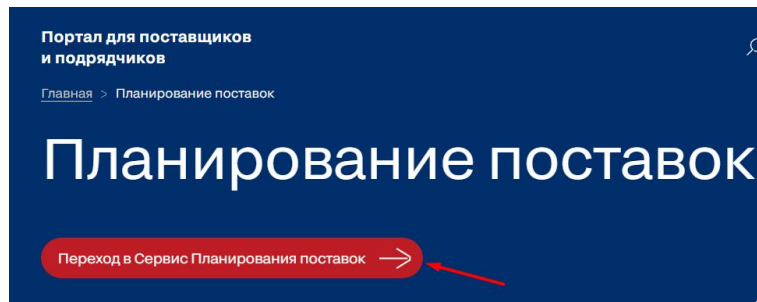 Портал для поставщиков
и подрядчиков
Главная > Планирование поставок
Планирование поставок
Переход в Сервис Планирования поставок